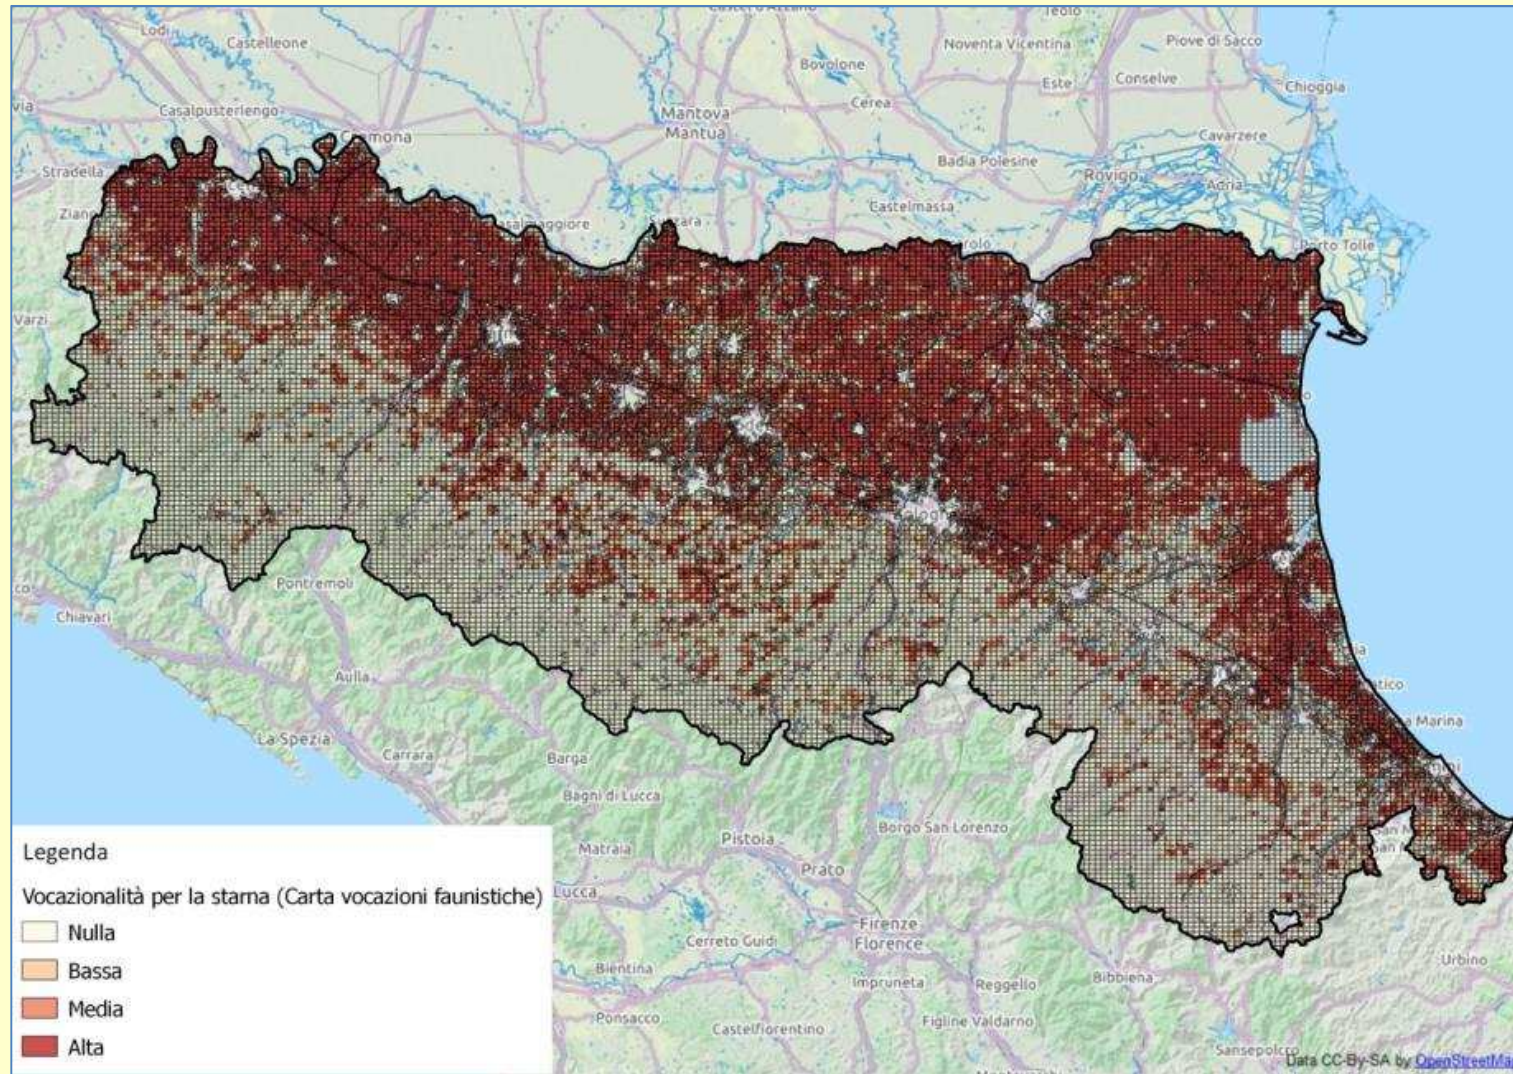 Teolo
Lodi
Castelleone
Noventa Vicentina
Piove di Sacco
Bovolone
Este
Conselve
Chioggia
Casalpusterlengo
Cerea
Mantova
Mantua
Cavarzere
Stradella
Badia Polesine
Rovigo
Adria
Castelmassa
Porto Tolle
Varzi
Pontremoli
Chiavari
Aulla
La Spezia
Carrara
Barga
Bagni di Lucca
Marina
Borgo San Lorenzo
Pistoia
Matraia
Prato
Lucca
Firenze
Florence
Cerreto Guidi
Bientina
Impruneta
Reggello
Bibbiena
Urbino
Ponsacco
Castelfiorentino
Figline Valdarno
Sansepolcro
Legenda
Vocazionalità per la starna (Carta vocazioni faunistiche)
Nulla
Bassa
Media
Alta
Data CC-By-SA by OpenStreetMap